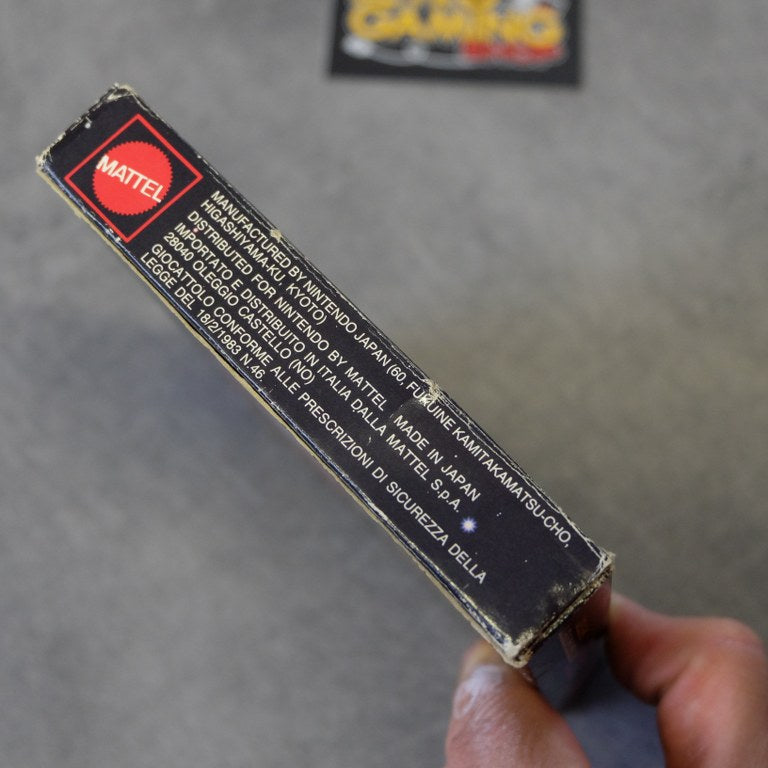 GAMING
MATTEL
MANUFACTURED BY NINTENDO JAPAN (60, FUKUINE KAMITAKAMATSU-CHO,
HIGASHIYAMA-KU, KYOTO)
DISTRIBUTED FOR NINTENDO BY MATTEL MADE IN JAPAN
IMPORTATO E DISTRIBUITO IN ITALIA DALLA MATTEL S.p.A.
28040 OLEGGIO CASTELLO (NO)
GIOCATTOLO CONFORME ALLE PRESCRIZIONI DI SICUREZZA DELLA
LEGGE DEL 18/2/1983 N.46.